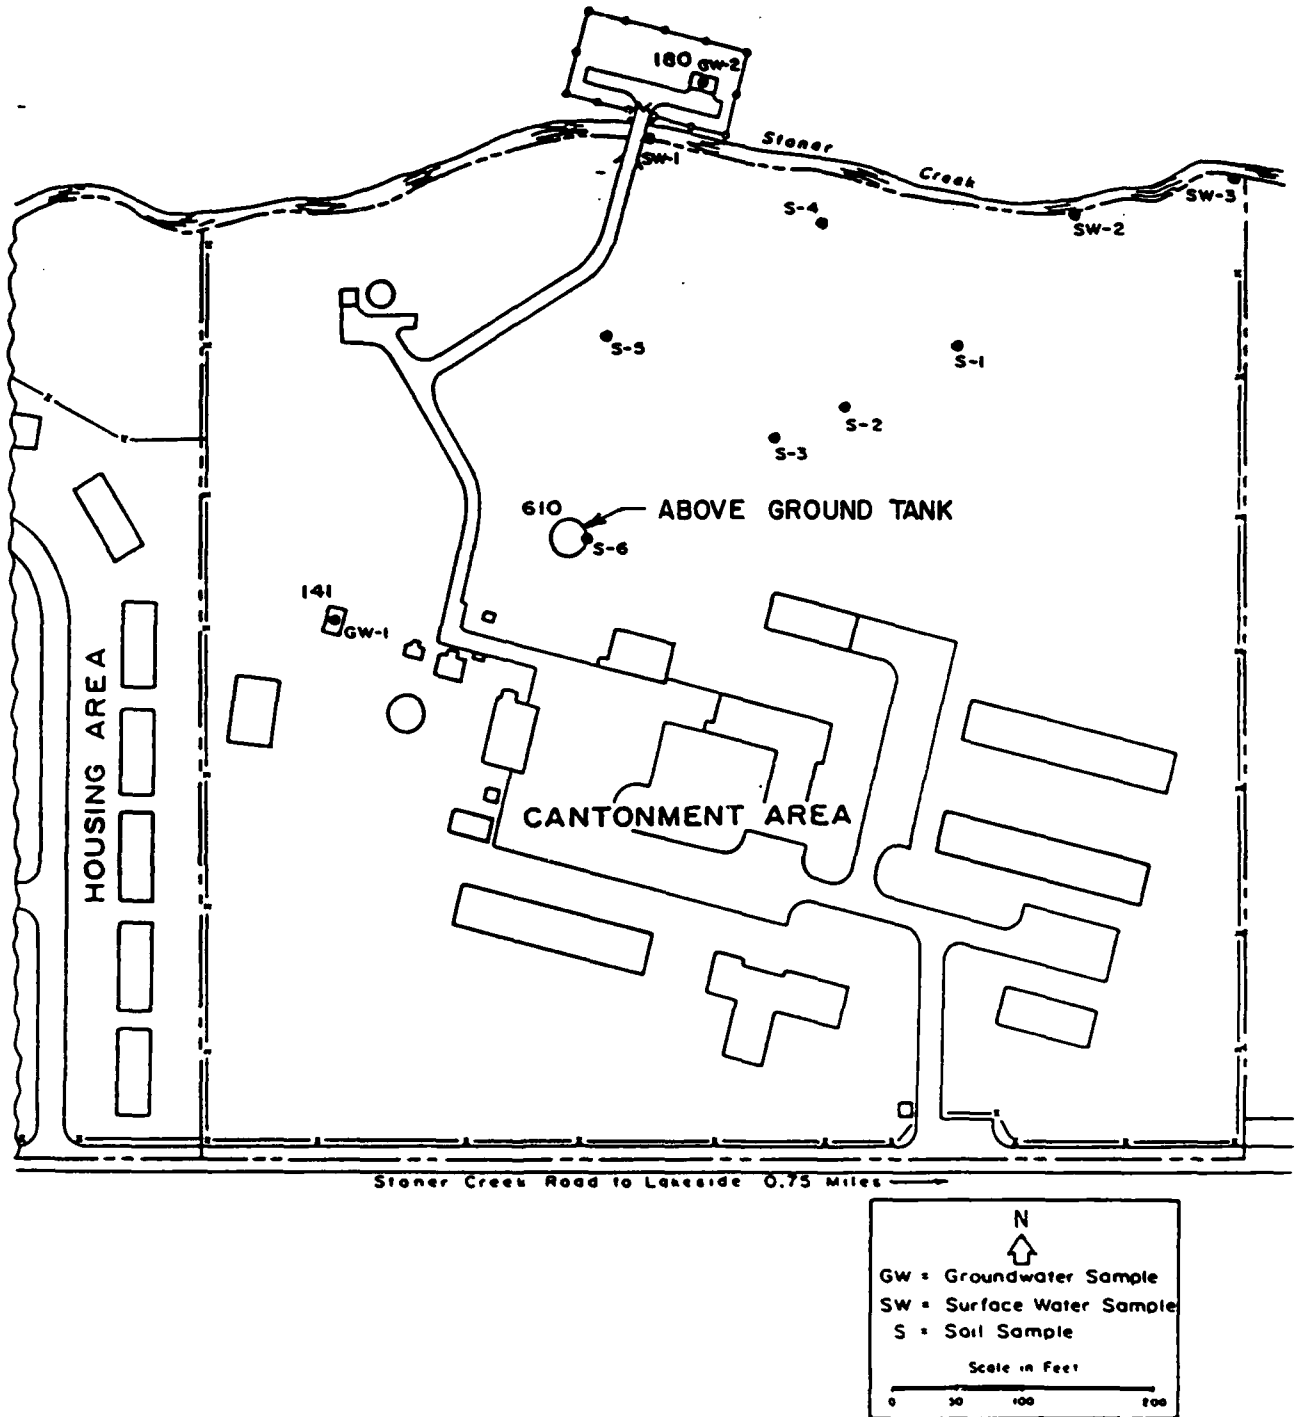 180 GW-2
Stoner
Creek
SW-1
SW-3
S-4
SW-2
S-5
S-1
S-2
S-3
610
ABOVE GROUND TANK
S-6
141
GW-1
HOUSING AREA
CANTONMENT AREA
Stoner Creek Road to Lakeside 0.75 Miles
N
GW = Groundwater Sample
SW = Surface Water Sample
S = Soil Sample
Scale in Feet
0 50 100 200